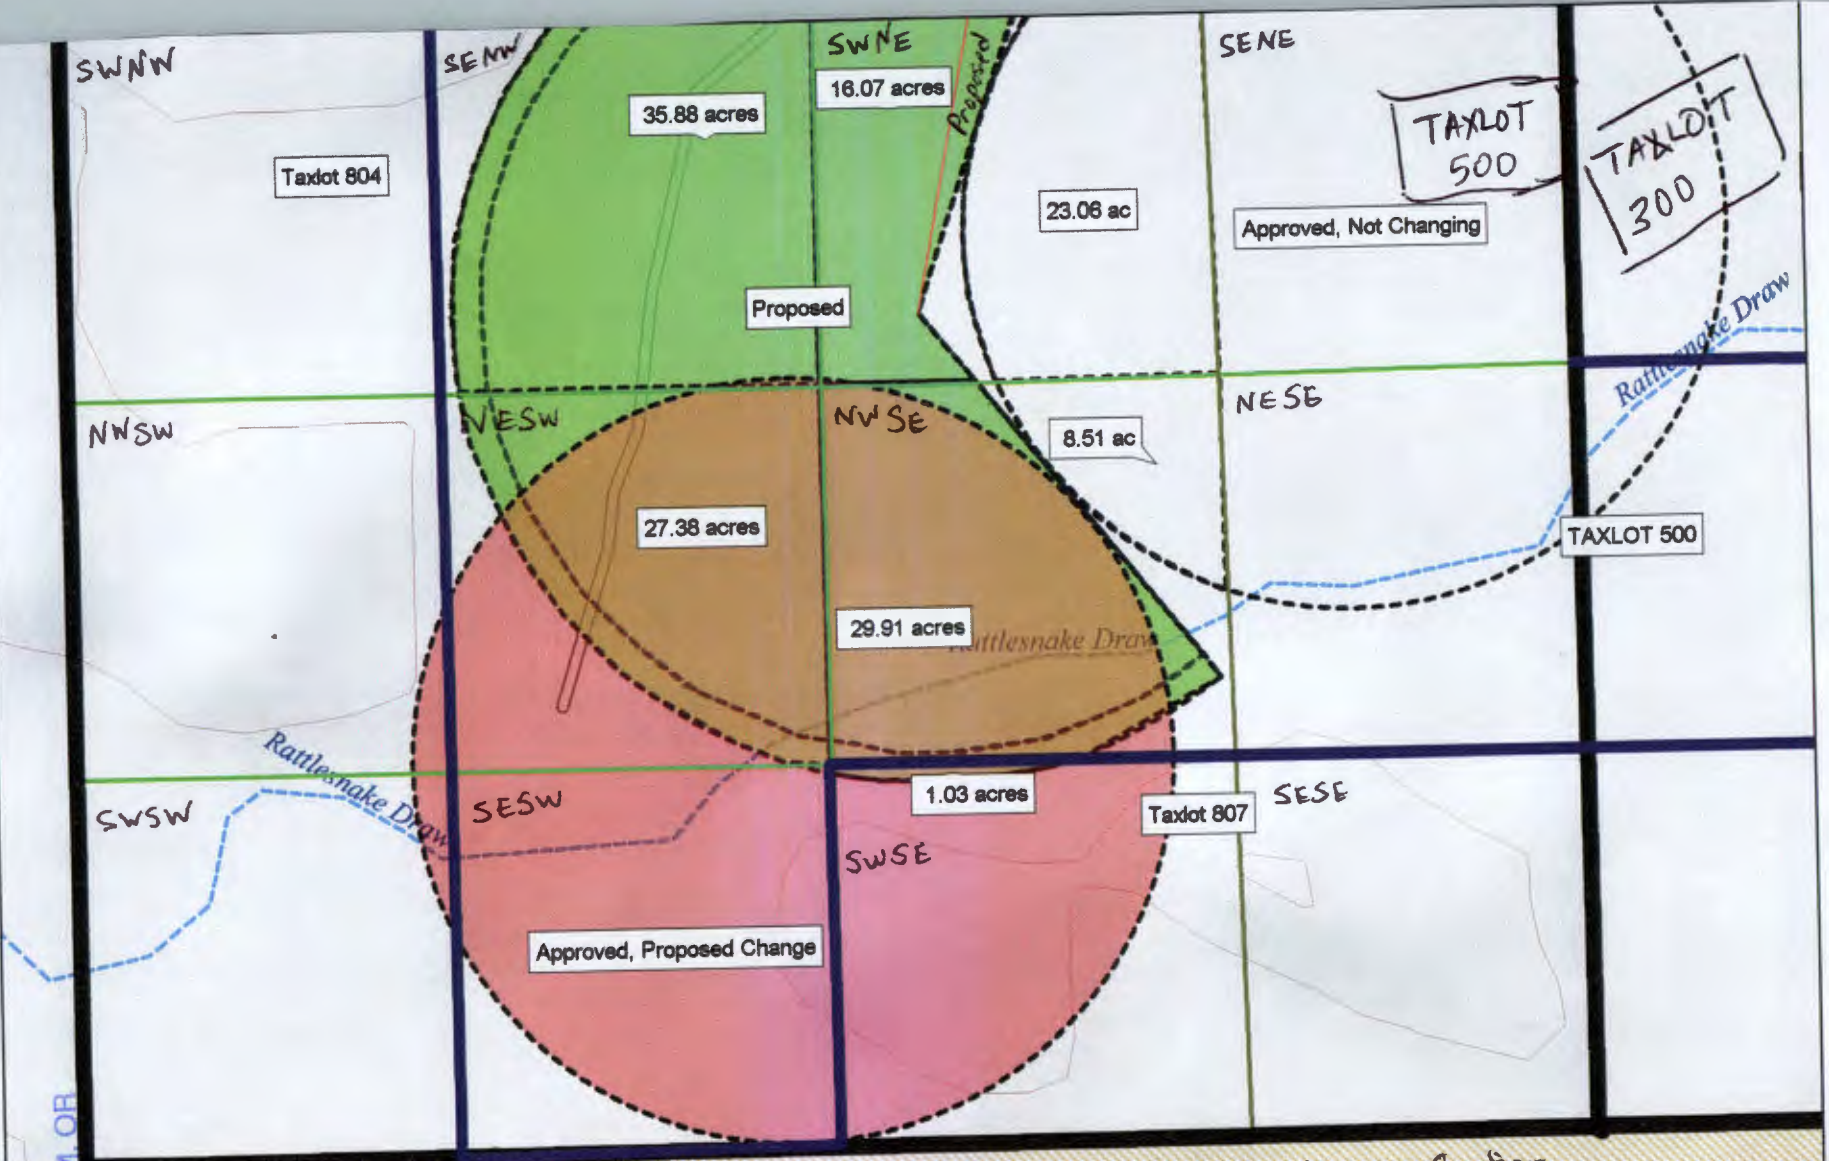 SWNW
SENW
SWNE
SENE
16.07 acres
35.88 acres
Proposed
TAXLOT
500
TAXLOT
300
Taxlot 804
23.06 ac
Approved, Not Changing
Proposed
Rattlesnake Draw
NWSW
NESW
NWSE
NESE
8.51 ac
27.38 acres
TAXLOT 500
29.91 acres
Rattlesnake Draw
Rattlesnake Draw
SWSW
SESW
1.03 acres
Taxlot 807
SESE
SWSE
Approved, Proposed Change
OR